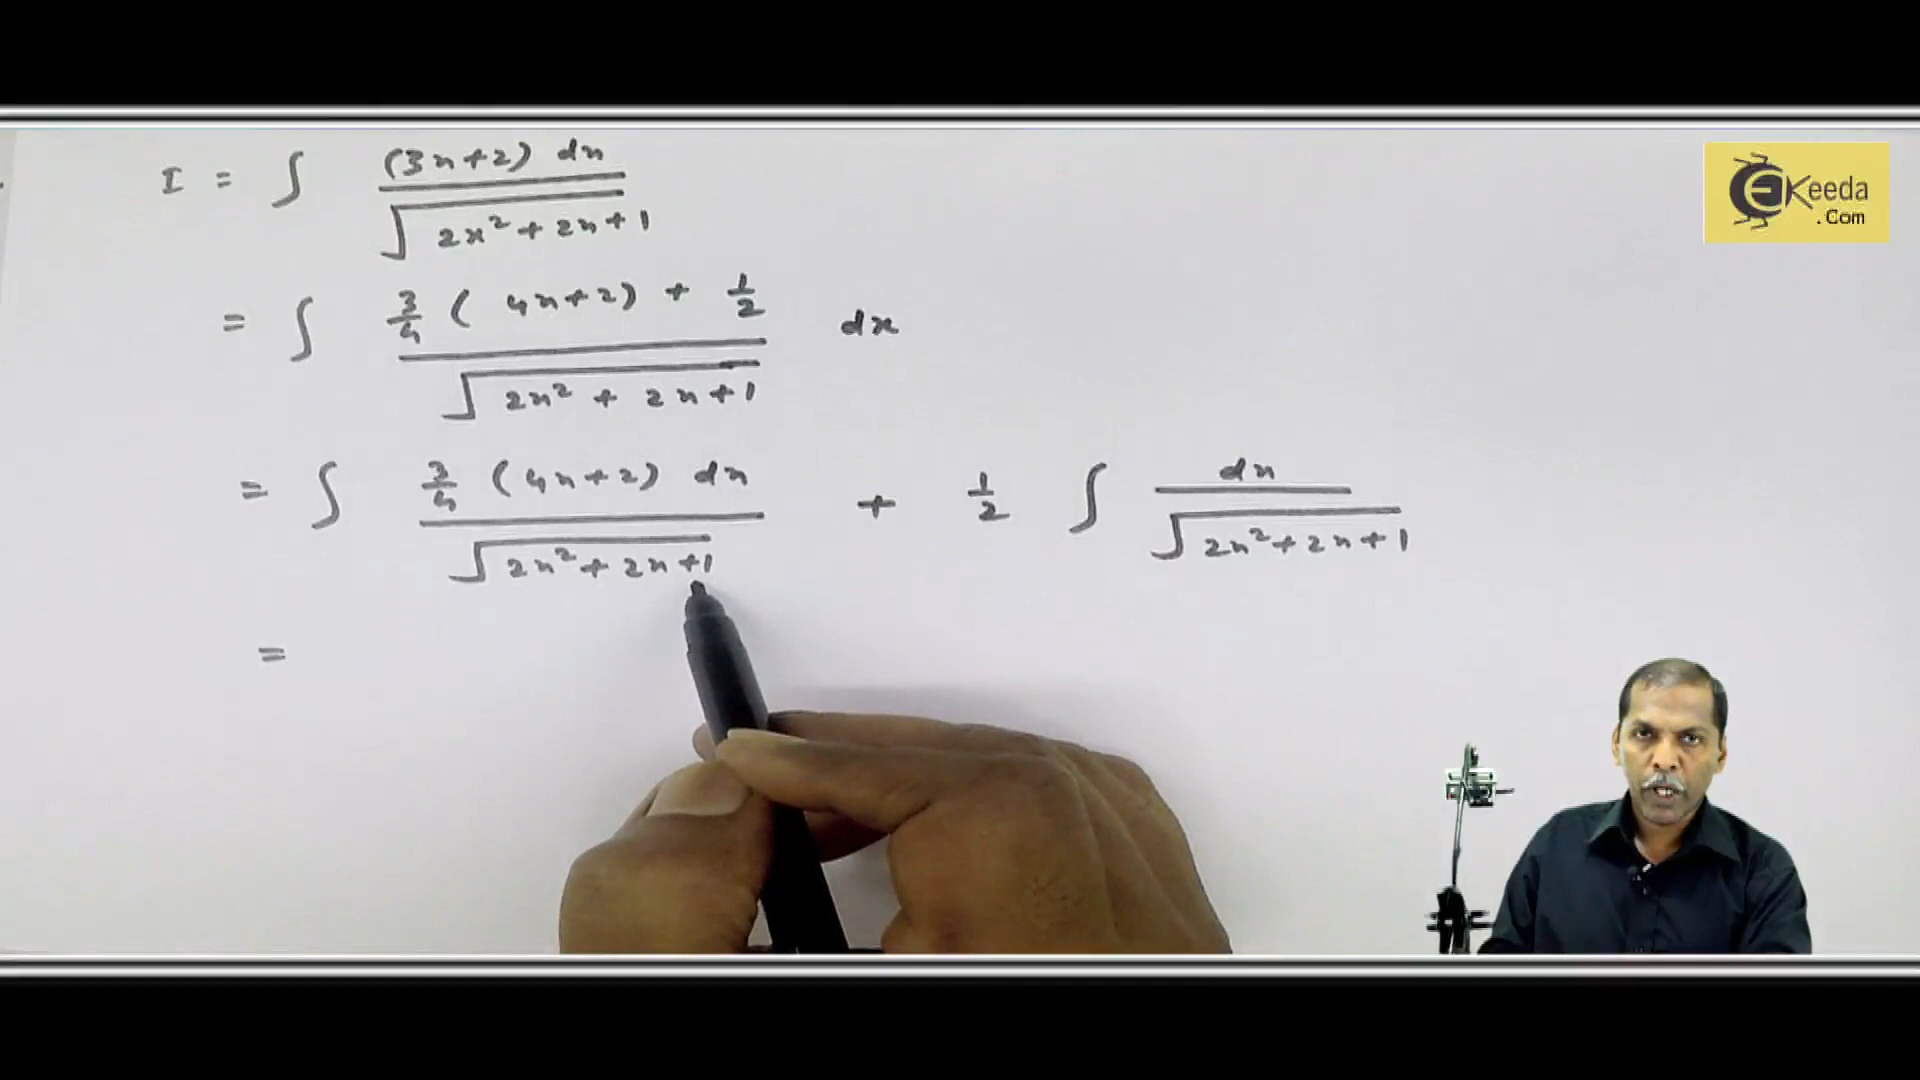 I = ∫ (3x+2) dx / √(2x²+2x+1)
= ∫ (3/4 (4x+2) + 1/2) / √(2x²+2x+1) dx
= ∫ 3/4 (4x+2) dx / √(2x²+2x+1) + 1/2 ∫ dx / √(2x²+2x+1)
=
EKeeda
.Com